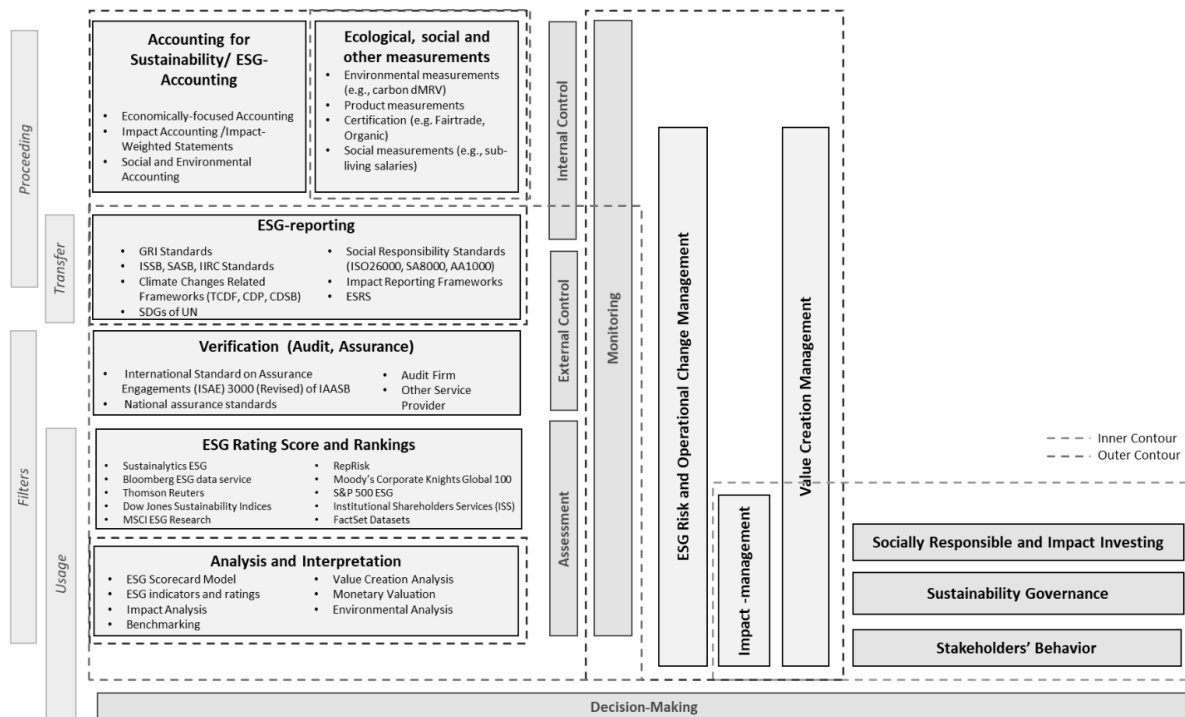 Proceeding
Transfer
Filters
Usage
Accounting for
Sustainability/ ESG-
Accounting
• Economically-focused Accounting
• Impact Accounting /Impact-
Weighted Statements
• Social and Environmental
Accounting
Ecological, social and
other measurements
• Environmental measurements
(e.g., carbon dMRV)
• Product measurements
• Certification (e.g. Fairtrade,
Organic)
• Social measurements (e.g., sub-
living salaries)
ESG-reporting
• GRI Standards
• ISSB, SASB, IIRC Standards
• Climate Changes Related
Frameworks (TCDF, CDP, CDSB)
• SDGs of UN
• Social Responsibility Standards
(ISO26000, SA8000, AA1000)
• Impact Reporting Frameworks
• ESRS
Verification (Audit, Assurance)
• International Standard on Assurance
Engagements (ISAE) 3000 (Revised) of IAASB
• National assurance standards
• Audit Firm
• Other Service
Provider
ESG Rating Score and Rankings
• Sustainalytics ESG
• Bloomberg ESG data service
• Thomson Reuters
• Dow Jones Sustainability Indices
• MSCI ESG Research
• RepRisk
• Moody's Corporate Knights Global 100
• S&P 500 ESG
• Institutional Shareholders Services (ISS)
• FactSet Datasets
Analysis and Interpretation
• ESG Scorecard Model
• ESG indicators and ratings
• Impact Analysis
• Benchmarking
• Value Creation Analysis
• Monetary Valuation
• Environmental Analysis
Internal Control
External Control
Assessment
Monitoring
ESG Risk and Operational Change Management
Impact -management
Value Creation Management
Inner Contour
Outer Contour
Socially Responsible and Impact Investing
Sustainability Governance
Stakeholders' Behavior
Decision-Making